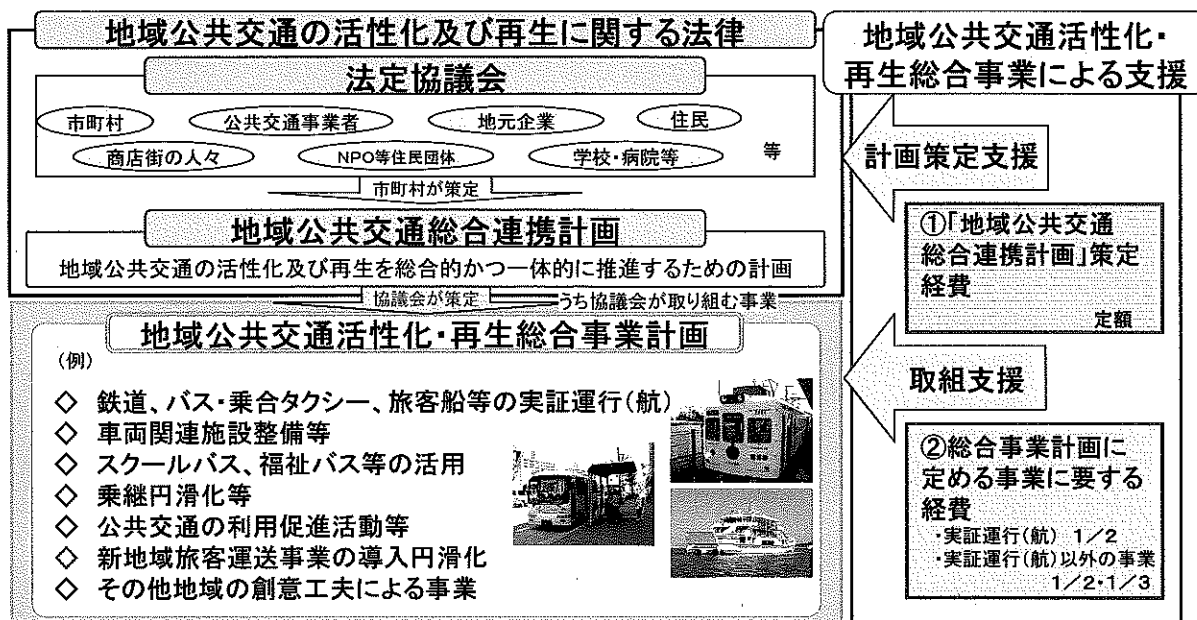 地域公共交通の活性化及び再生に関する法律
法定協議会
市町村
公共交通事業者
地元企業
住民
商店街の人々
NPO等住民団体
学校・病院等
等
市町村が策定
地域公共交通総合連携計画
地域公共交通の活性化及び再生を総合的かつ一体的に推進するための計画
協議会が策定
うち協議会が取り組む事業
地域公共交通活性化・再生総合事業計画
(例)
◇ 鉄道、バス・乗合タクシー、旅客船等の実証運行(航)
◇ 車両関連施設整備等
◇ スクールバス、福祉バス等の活用
◇ 乗継円滑化等
◇ 公共交通の利用促進活動等
◇ 新地域旅客運送事業の導入円滑化
◇ その他地域の創意工夫による事業
地域公共交通活性化・
再生総合事業による支援
計画策定支援
①「地域公共交通
総合連携計画」策定
経費
定額
取組支援
②総合事業計画に
定める事業に要する
経費
・実証運行(航) 1/2
・実証運行(航)以外の事業
1/2・1/3